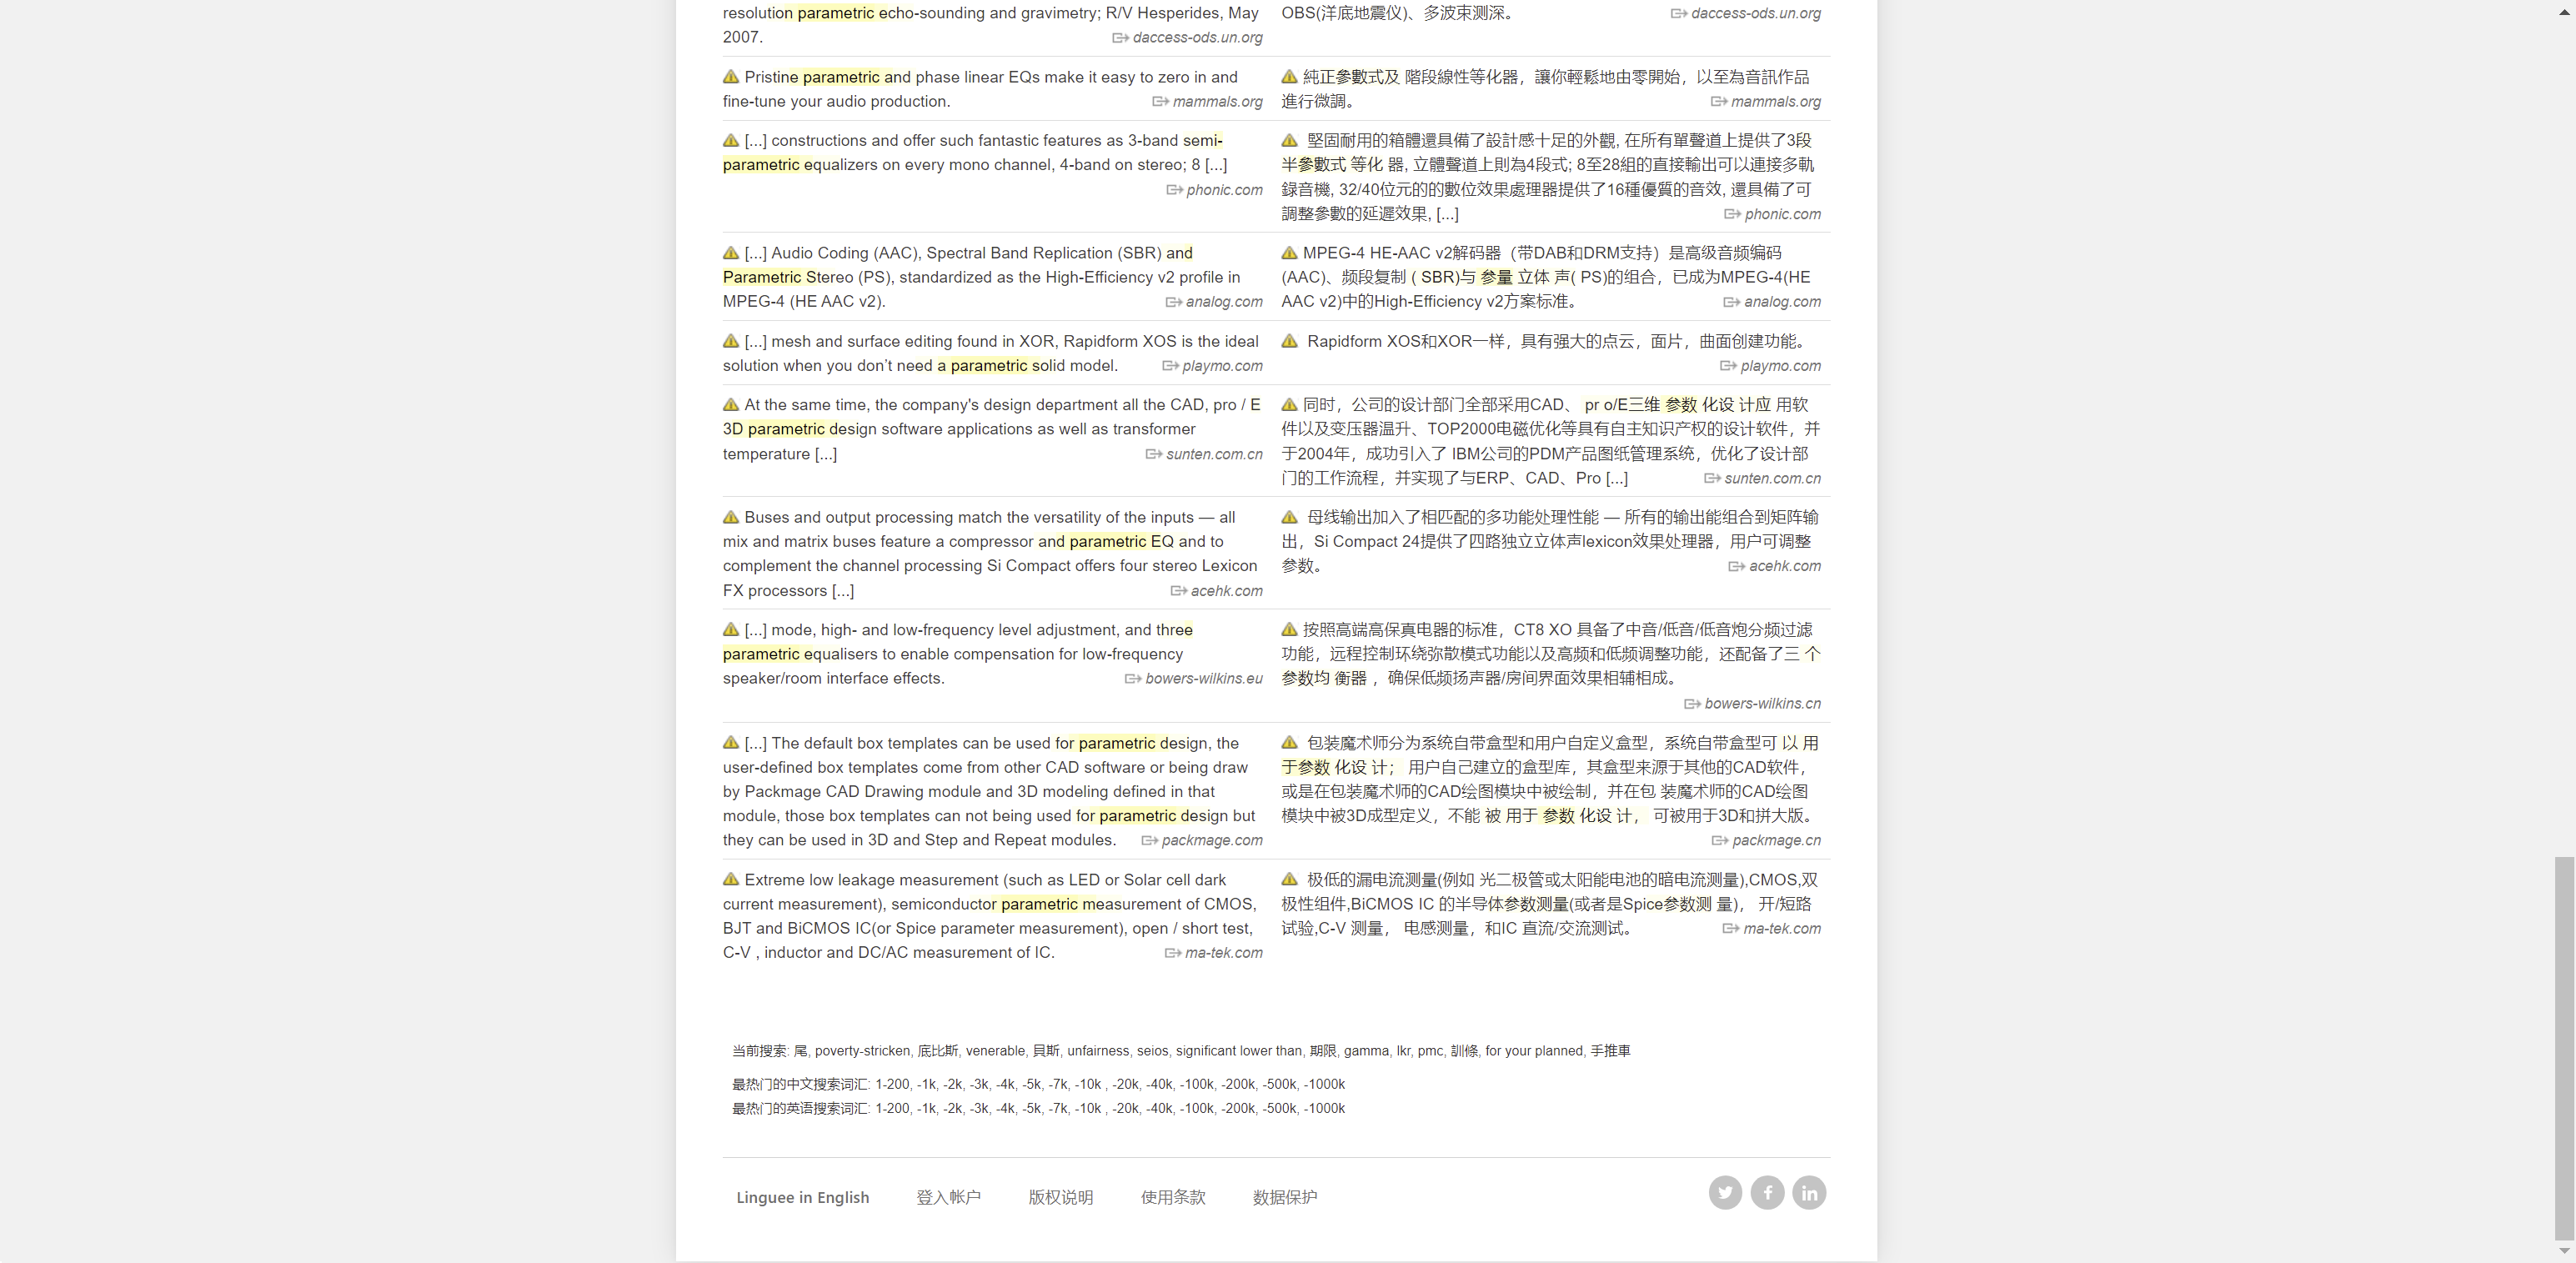 resolution parametric echo-sounding and gravimetry; R/V Hesperides, May
2007.
daccess-ods.un.org
OBS(洋底地震仪)、多波束测深。
daccess-ods.un.org
Pristine parametric and phase linear EQs make it easy to zero in and
fine-tune your audio production.
mammals.org
純正參數式及 階段線性等化器，讓你輕鬆地由零開始，以至為音訊作品
進行微調。
mammals.org
[...] constructions and offer such fantastic features as 3-band semi-
parametric equalizers on every mono channel, 4-band on stereo; 8 [...]
phonic.com
堅固耐用的箱體還具備了設計感十足的外觀, 在所有單聲道上提供了3段
半參數式 等化 器, 立體聲道上則為4段式; 8至28組的直接輸出可以連接多軌
錄音機, 32/40位元的的數位效果處理器提供了16種優質的音效, 還具備了可
調整參數的延遲效果, [...]
phonic.com
[...] Audio Coding (AAC), Spectral Band Replication (SBR) and
Parametric Stereo (PS), standardized as the High-Efficiency v2 profile in
MPEG-4 (HE AAC v2).
analog.com
MPEG-4 HE-AAC v2解码器（带DAB和DRM支持）是高级音频编码
(AAC)、频段复制 ( SBR)与 参量 立体 声( PS)的组合，已成为MPEG-4(HE
AAC v2)中的High-Efficiency v2方案标准。
analog.com
[...] mesh and surface editing found in XOR, Rapidform XOS is the ideal
solution when you don’t need a parametric solid model.
playmo.com
Rapidform XOS和XOR一样，具有强大的点云，面片，曲面创建功能。
playmo.com
At the same time, the company's design department all the CAD, pro / E
3D parametric design software applications as well as transformer
temperature [...]
sunten.com.cn
同时，公司的设计部门全部采用CAD、 pr o/E三维 参数 化设 计应 用软
件以及变压器温升、TOP2000电磁优化等具有自主知识产权的设计软件，并
于2004年，成功引入了 IBM公司的PDM产品图纸管理系统，优化了设计部
门的工作流程，并实现了与ERP、CAD、Pro [...]
sunten.com.cn
Buses and output processing match the versatility of the inputs — all
mix and matrix buses feature a compressor and parametric EQ and to
complement the channel processing Si Compact offers four stereo Lexicon
FX processors [...]
acehk.com
母线输出加入了相匹配的多功能处理性能 — 所有的输出能组合到矩阵输
出，Si Compact 24提供了四路独立立体声lexicon效果处理器，用户可调整
参数。
acehk.com
[...] mode, high- and low-frequency level adjustment, and three
parametric equalisers to enable compensation for low-frequency
speaker/room interface effects.
bowers-wilkins.eu
按照高端高保真电器的标准，CT8 XO 具备了中音/低音/低音炮分频过滤
功能，远程控制环绕弥散模式功能以及高频和低频调整功能，还配备了三 个
参数均 衡器 ，确保低频扬声器/房间界面效果相辅相成。
bowers-wilkins.cn
[...] The default box templates can be used for parametric design, the
user-defined box templates come from other CAD software or being draw
by Packmage CAD Drawing module and 3D modeling defined in that
module, those box templates can not being used for parametric design but
they can be used in 3D and Step and Repeat modules.
packmage.com
包装魔术师分为系统自带盒型和用户自定义盒型，系统自带盒型可 以 用
于参数 化设 计； 用户自己建立的盒型库，其盒型来源于其他的CAD软件，
或是在包装魔术师的CAD绘图模块中被绘制，并在包 装魔术师的CAD绘图
模块中被3D成型定义，不能 被 用于 参数 化设 计， 可被用于3D和拼大版。
packmage.cn
Extreme low leakage measurement (such as LED or Solar cell dark
current measurement), semiconductor parametric measurement of CMOS,
BJT and BiCMOS IC(or Spice parameter measurement), open / short test,
C-V , inductor and DC/AC measurement of IC.
ma-tek.com
极低的漏电流测量(例如 光二极管或太阳能电池的暗电流测量),CMOS,双
极性组件,BiCMOS IC 的半导体参数测量(或者是Spice参数测 量)， 开/短路
试验,C-V 测量， 电感测量，和IC 直流/交流测试。
ma-tek.com
当前搜索: 尾, poverty-stricken, 底比斯, venerable, 貝斯, unfairness, seios, significant lower than, 期限, gamma, lkr, pmc, 訓條, for your planned, 手推車
最热门的中文搜索词汇: 1-200, -1k, -2k, -3k, -4k, -5k, -7k, -10k , -20k, -40k, -100k, -200k, -500k, -1000k
最热门的英语搜索词汇: 1-200, -1k, -2k, -3k, -4k, -5k, -7k, -10k , -20k, -40k, -100k, -200k, -500k, -1000k
Linguee in English 登入帐户 版权说明 使用条款 数据保护